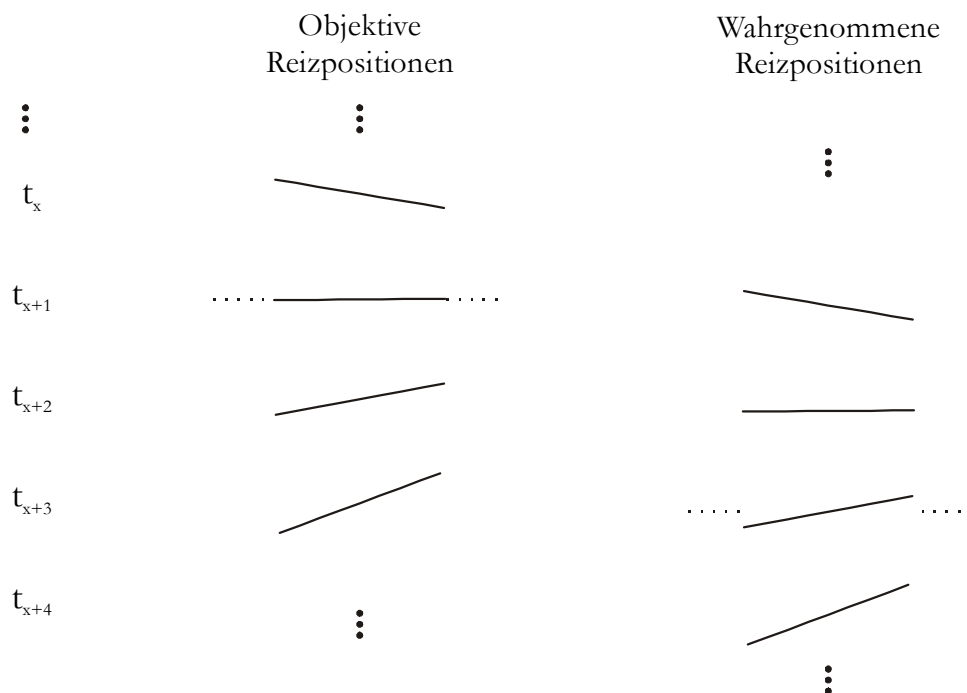 Objektive
Reizpositionen
Wahrgenommene
Reizpositionen
tx
tx+1
tx+2
tx+3
tx+4